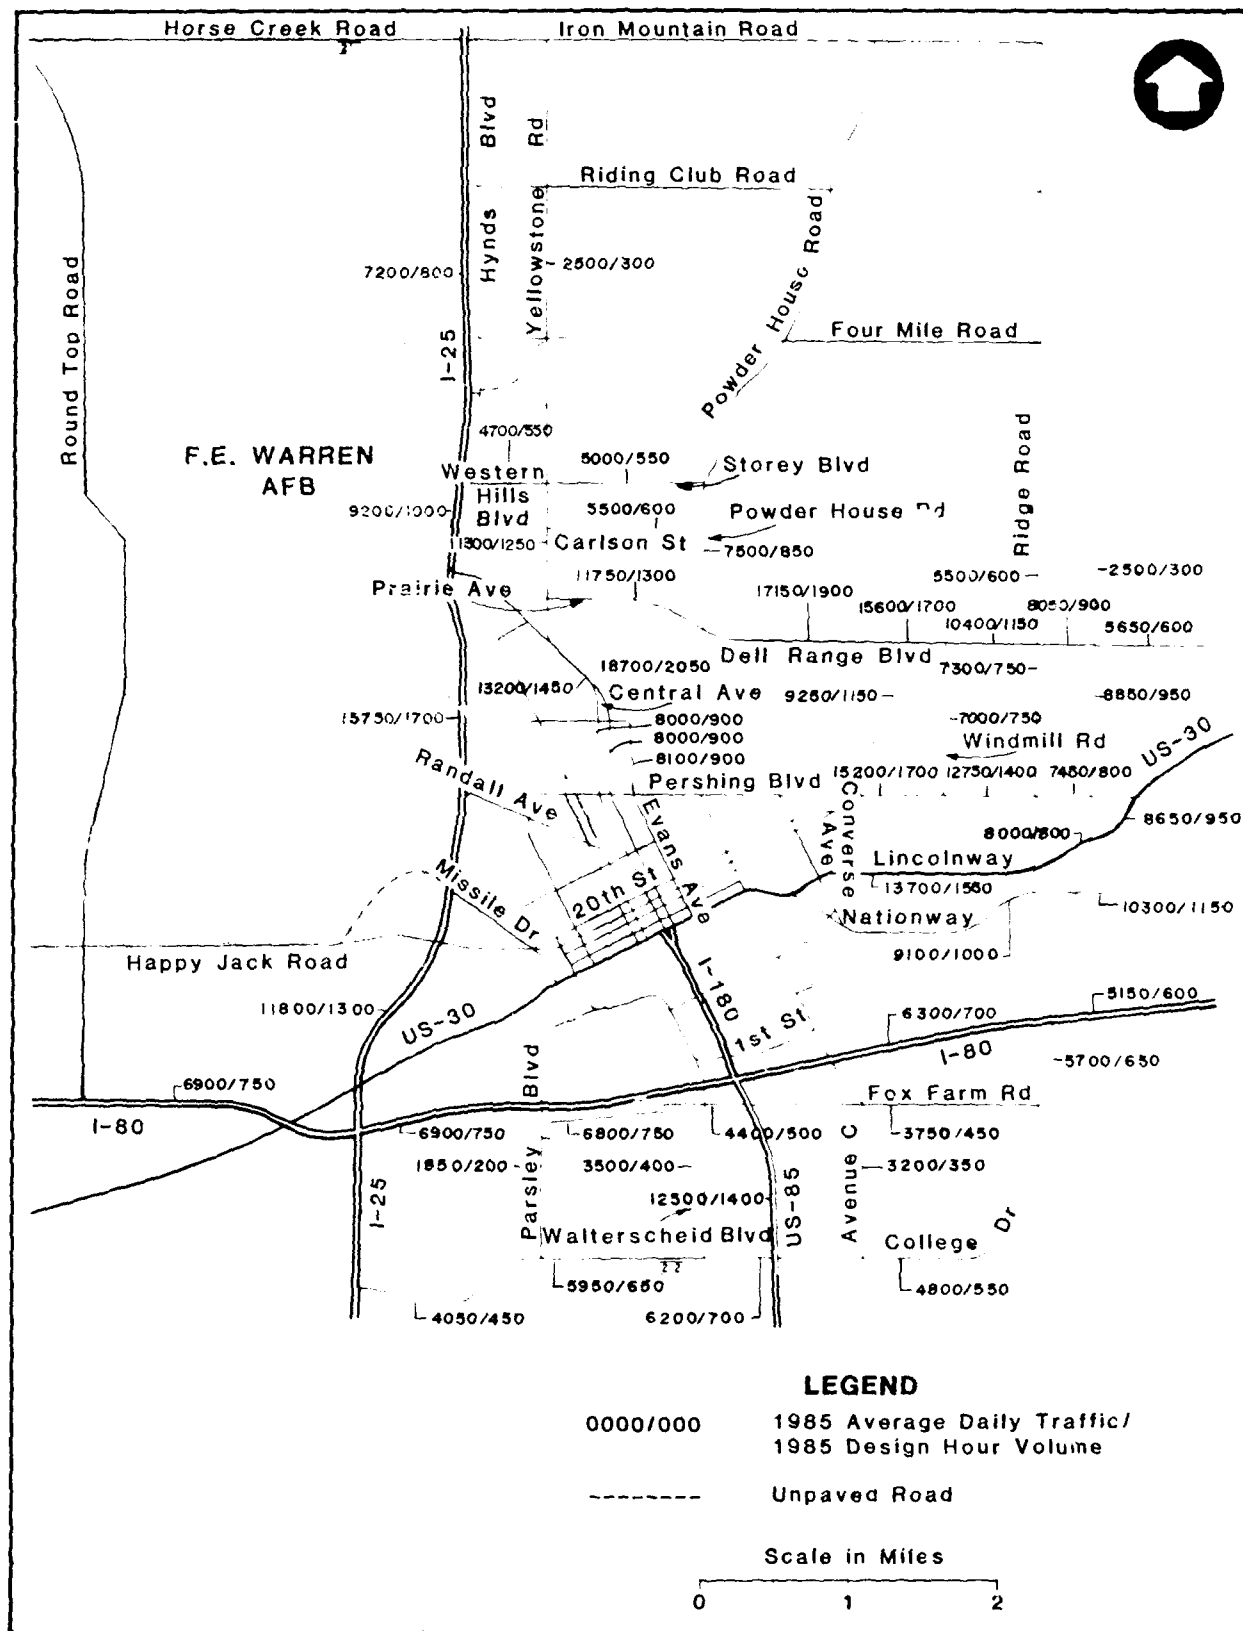 Horse Creek Road
Iron Mountain Road
Hynds Blvd
Yellowstone Rd
Riding Club Road
Powder House Road
7200/800
2500/300
Round Top Road
I-25
Four Mile Road
Ridge Road
4700/550
F.E. WARREN
AFB
Western
Hills
Blvd
5000/550
Storey Blvd
9200/1000
5500/600
Powder House Rd
11300/1250
Carlson St
7500/850
Prairie Ave
11750/1300
17150/1900
5500/600
2500/300
15600/1700
8050/900
10400/1150
5650/600
Dell Range Blvd
18700/2050
7300/750
13200/1450
Central Ave
9250/1150
8850/950
15750/1700
8000/900
7000/750
8000/900
Windmill Rd
US-30
8100/900
Randall Ave
Pershing Blvd
15200/1700
12750/1400
7450/800
Evans Ave
Converse Ave
8650/950
8000/800
Lincolnway
Missile Dr
20th St
13700/1550
Nationway
10300/1150
Happy Jack Road
9100/1000
I-180
11800/1300
US-30
1st St
5150/600
6300/700
I-80
5700/650
6900/750
Parsley Blvd
Fox Farm Rd
I-80
6900/750
6800/750
4400/500
3750/450
1850/200
3500/400
Avenue C
3200/350
I-25
12500/1400
US-85
Walterscheid Blvd
College Dr
5950/650
4800/550
4050/450
6200/700
LEGEND
0000/000
1985 Average Daily Traffic/
1985 Design Hour Volume
Unpaved Road
Scale in Miles
0 1 2